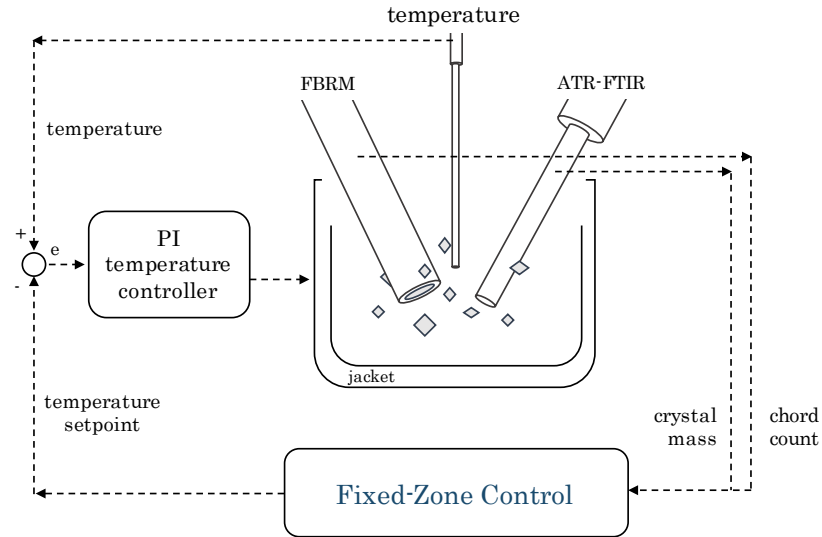 temperature
FBRM
ATR-FTIR
temperature
+
e
-
PI
temperature
controller
jacket
temperature
setpoint
crystal
mass
chord
count
Fixed-Zone Control